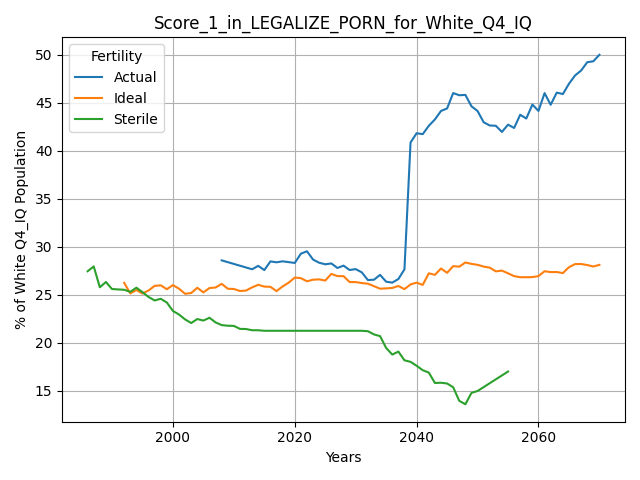 Score_1_in_LEGALIZE_PORN_for_White_Q4_IQ
Fertility
Actual
Ideal
Sterile
% of White Q4_IQ Population
50
45
40
35
30
25
20
15
2000
2020
2040
2060
Years